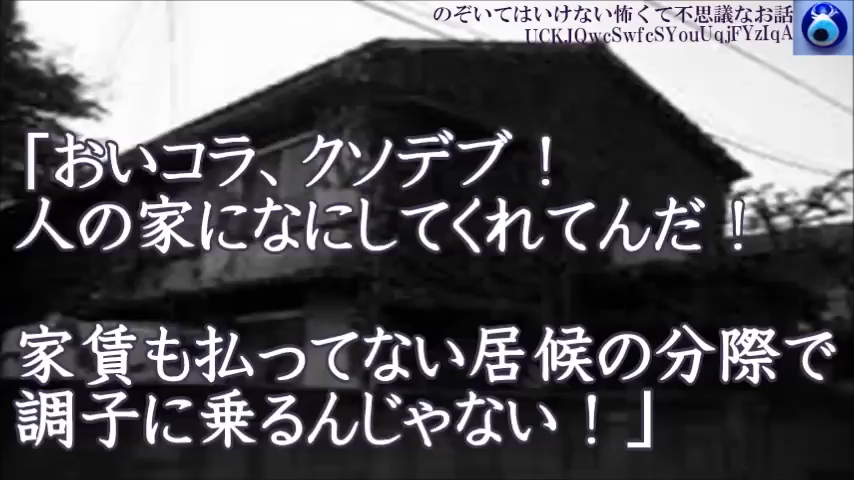 のぞいてはいけない怖くて不思議なお話
UCKJQwcSwfcSYouUqjFYzIqA
「おいコラ、クソデブ！
人の家になにしてくれてんだ！
家賃も払ってない居候の分際で
調子に乗るんじゃない！」